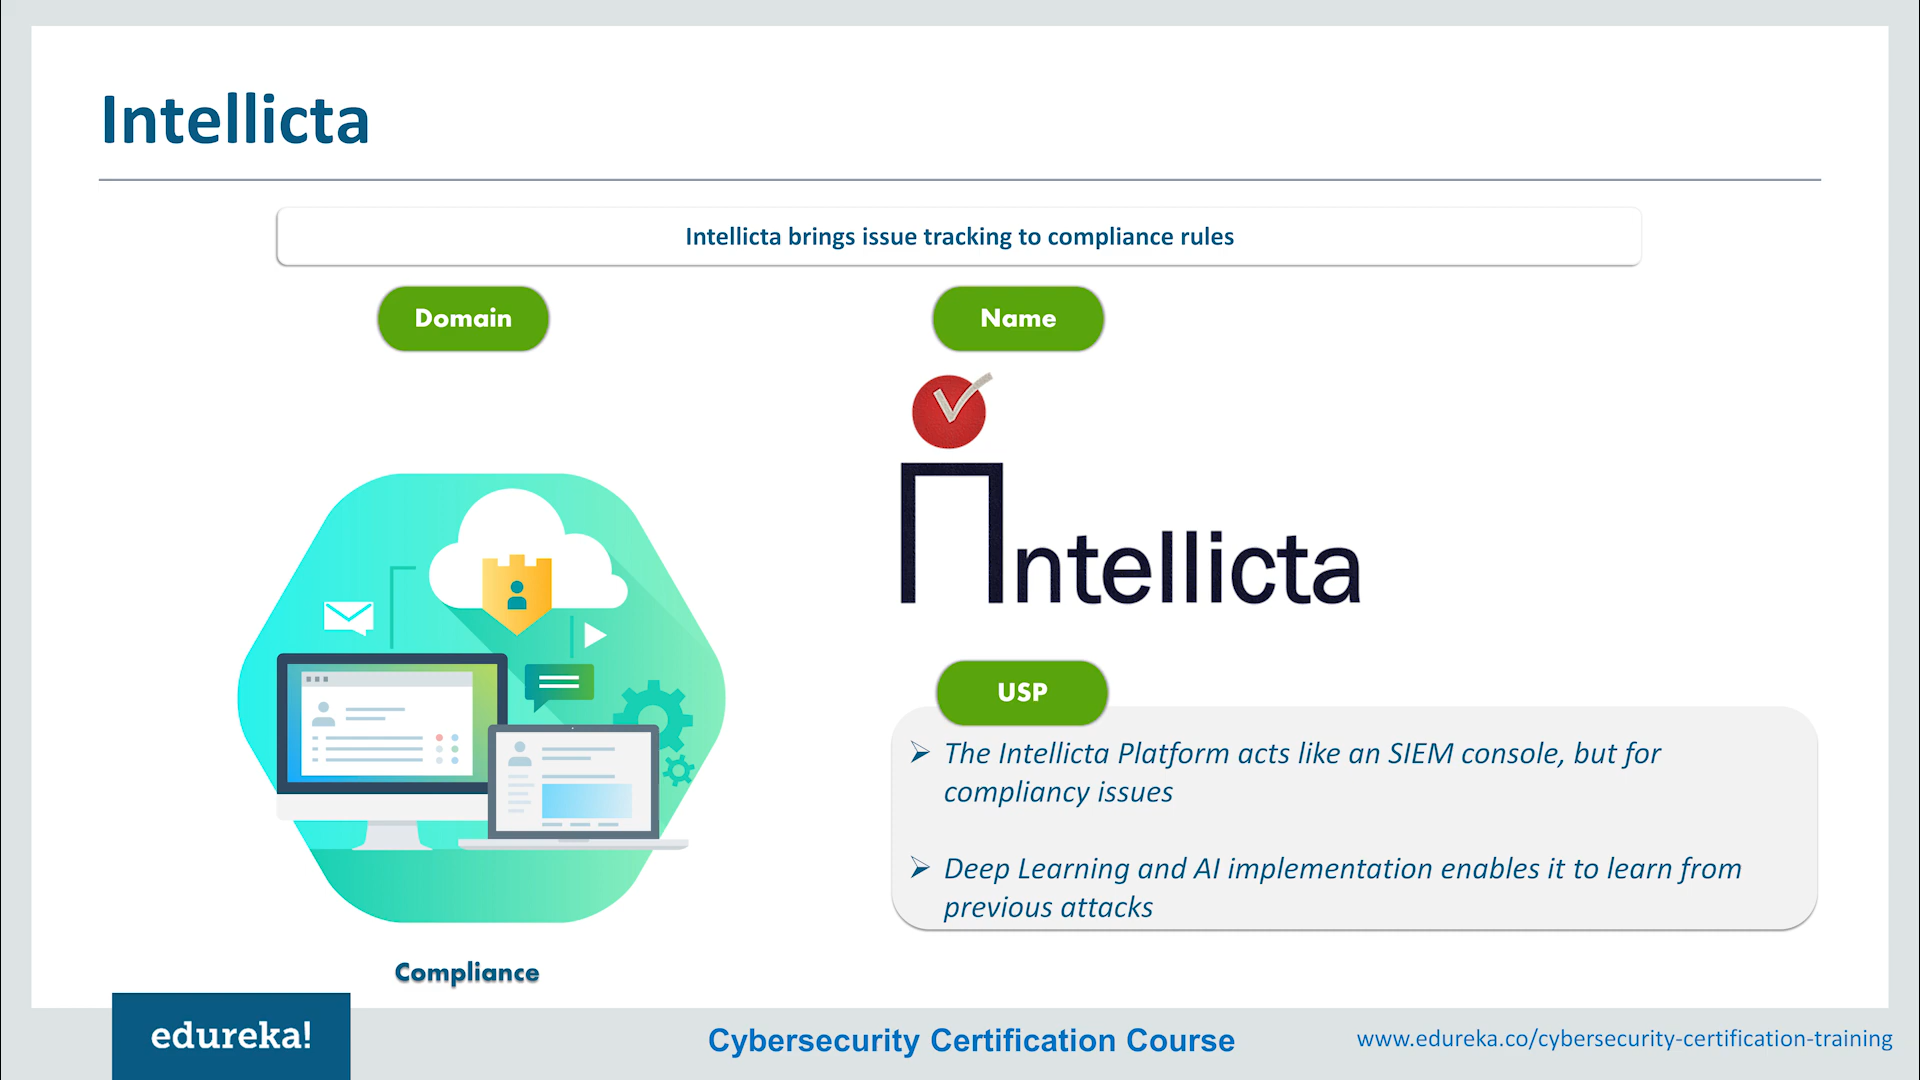 Intellicta
Intellicta brings issue tracking to compliance rules
Domain
Name
ntellicta
USP
The Intellicta Platform acts like an SIEM console, but for
compliancy issues
Deep Learning and AI implementation enables it to learn from
previous attacks
Compliance
edureka!
Cybersecurity Certification Course
www.edureka.co/cybersecurity-certification-training